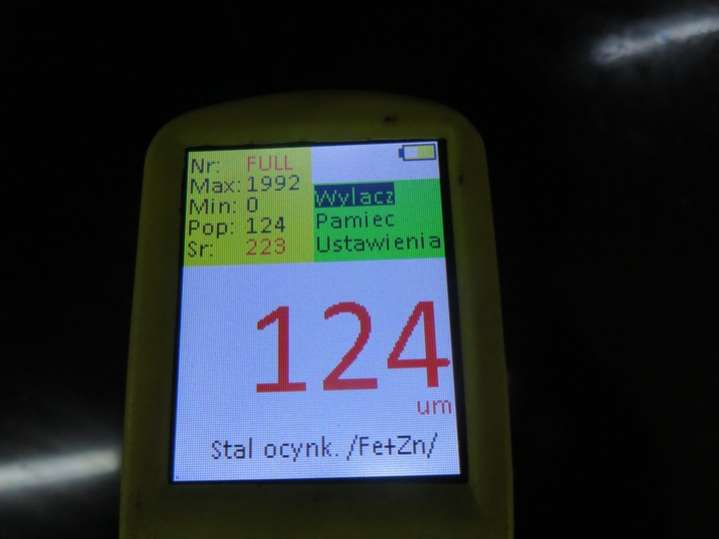 Nr: FULL
Max: 1992
Min: 0
Pop: 124
Sr: 223
Wylacz
Pamiec
Ustawienia
124
um
Stal ocynk. /Fe+Zn/